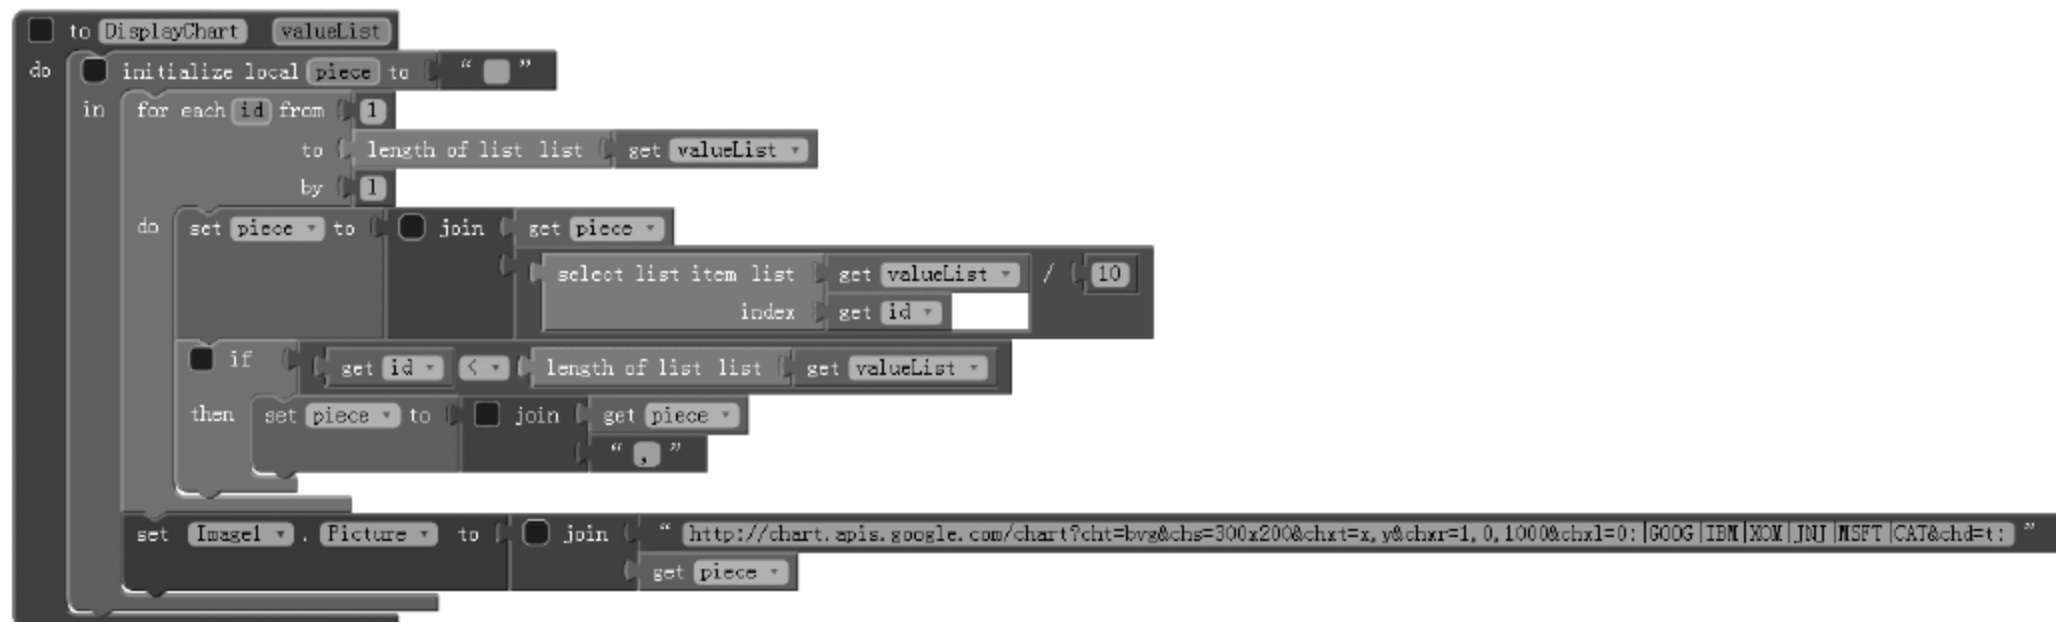 to DisplayChart valueList
do initialize local piece to “ ”
in for each id from 1
to length of list list get valueList
by 1
do set piece to join get piece
select list item list get valueList / 10
index get id
if get id < length of list list get valueList
then set piece to join get piece
“ , ”
set Image1 . Picture to join “ http://chart.apis.google.com/chart?cht=bvg&chs=300x200&chxt=x,y&chxr=1,0,1000&chxl=0:|GOOG|IBM|XOM|JNJ|MSFT|CAT&chd=t: ”
get piece